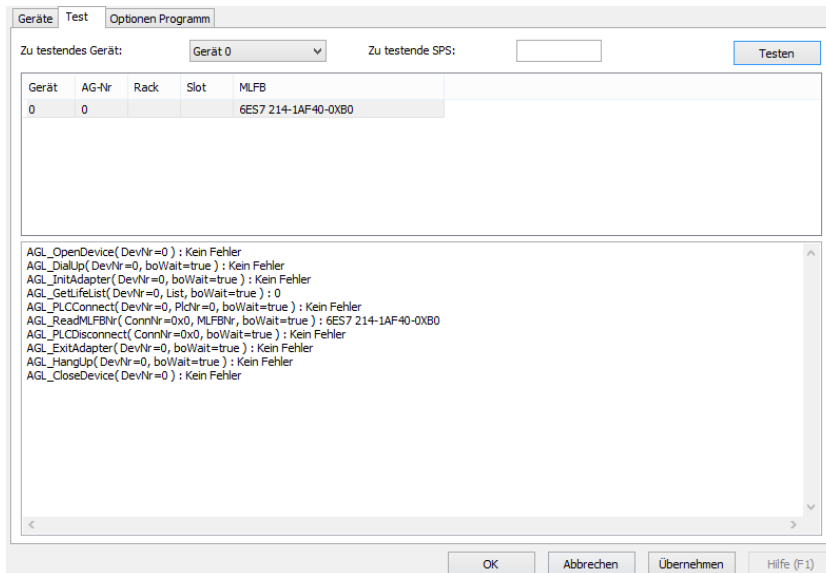 Geräte Test Optionen Programm
Zu testendes Gerät: Gerät 0 Zu testende SPS: Testen
Gerät AG-Nr Rack Slot MLFB
0 0 6ES7 214-1AF40-0XB0
AGL_OpenDevice( DevNr=0 ) : Kein Fehler
AGL_DialUp( DevNr=0, boWait=true ) : Kein Fehler
AGL_InitAdapter( DevNr=0, boWait=true ) : Kein Fehler
AGL_GetLifeList( DevNr=0, List, boWait=true ) : 0
AGL_PLCConnect( DevNr=0, PlcNr=0, boWait=true ) : Kein Fehler
AGL_ReadMLFBNr( ConnNr=0x0, MLFBNr, boWait=true ) : 6ES7 214-1AF40-0XB0
AGL_PLCDisconnect( ConnNr=0x0, boWait=true ) : Kein Fehler
AGL_ExitAdapter( DevNr=0, boWait=true ) : Kein Fehler
AGL_HangUp( DevNr=0, boWait=true ) : Kein Fehler
AGL_CloseDevice( DevNr=0 ) : Kein Fehler
OK Abbrechen Übernehmen Hilfe (F1)